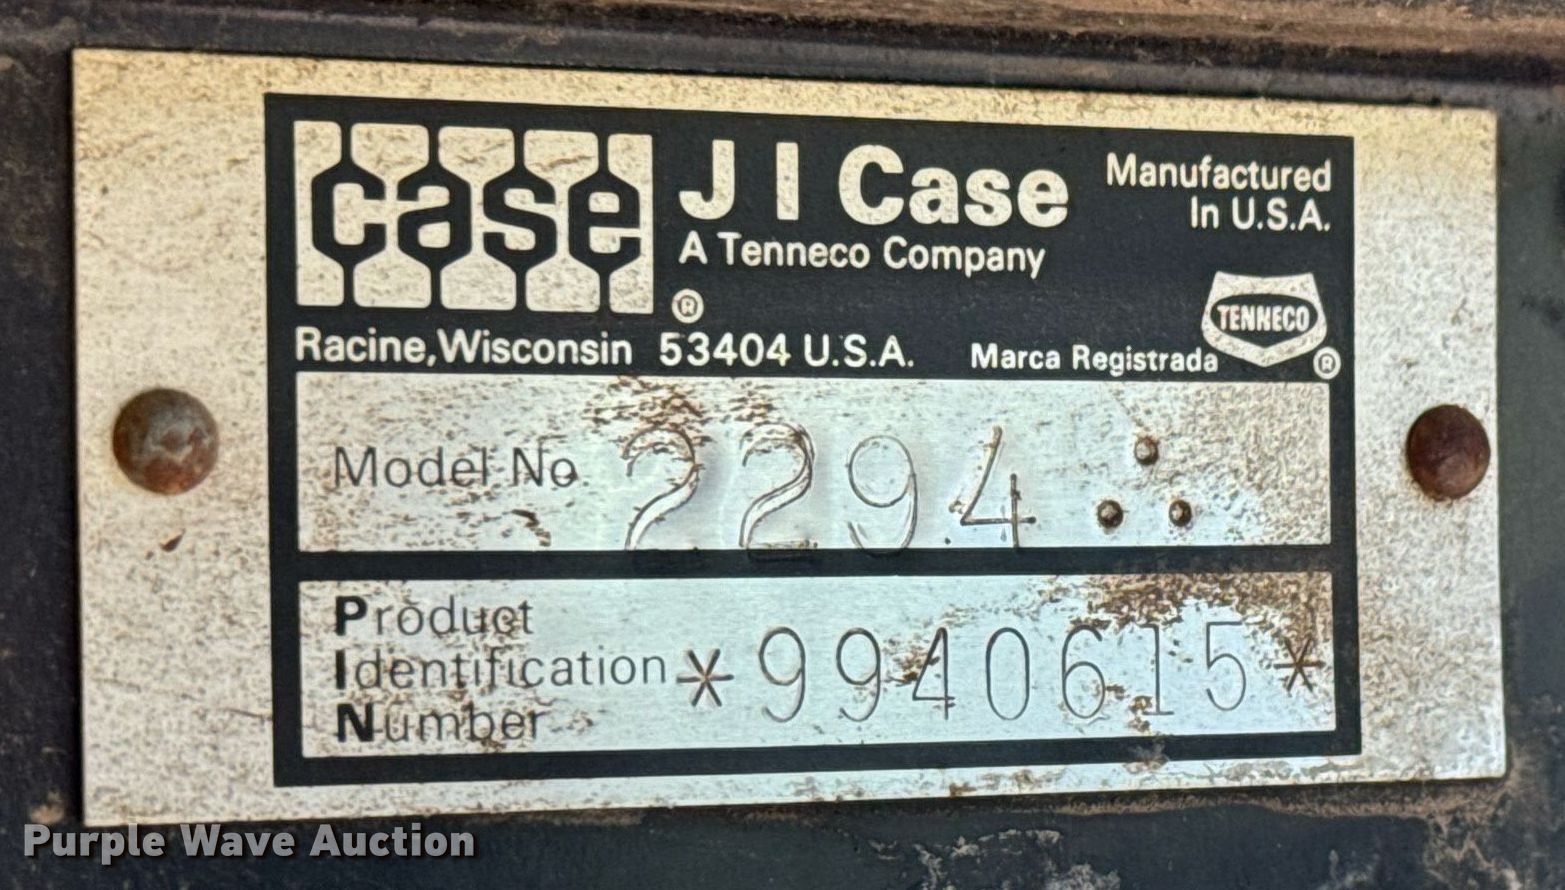 case
J I Case
Manufactured
In U.S.A.
A Tenneco Company
®
TENNECO
Racine, Wisconsin 53404 U.S.A.
Marca Registrada
®
Model No. 2294
Product
Identification
Number
*9940615*
Purple Wave Auction